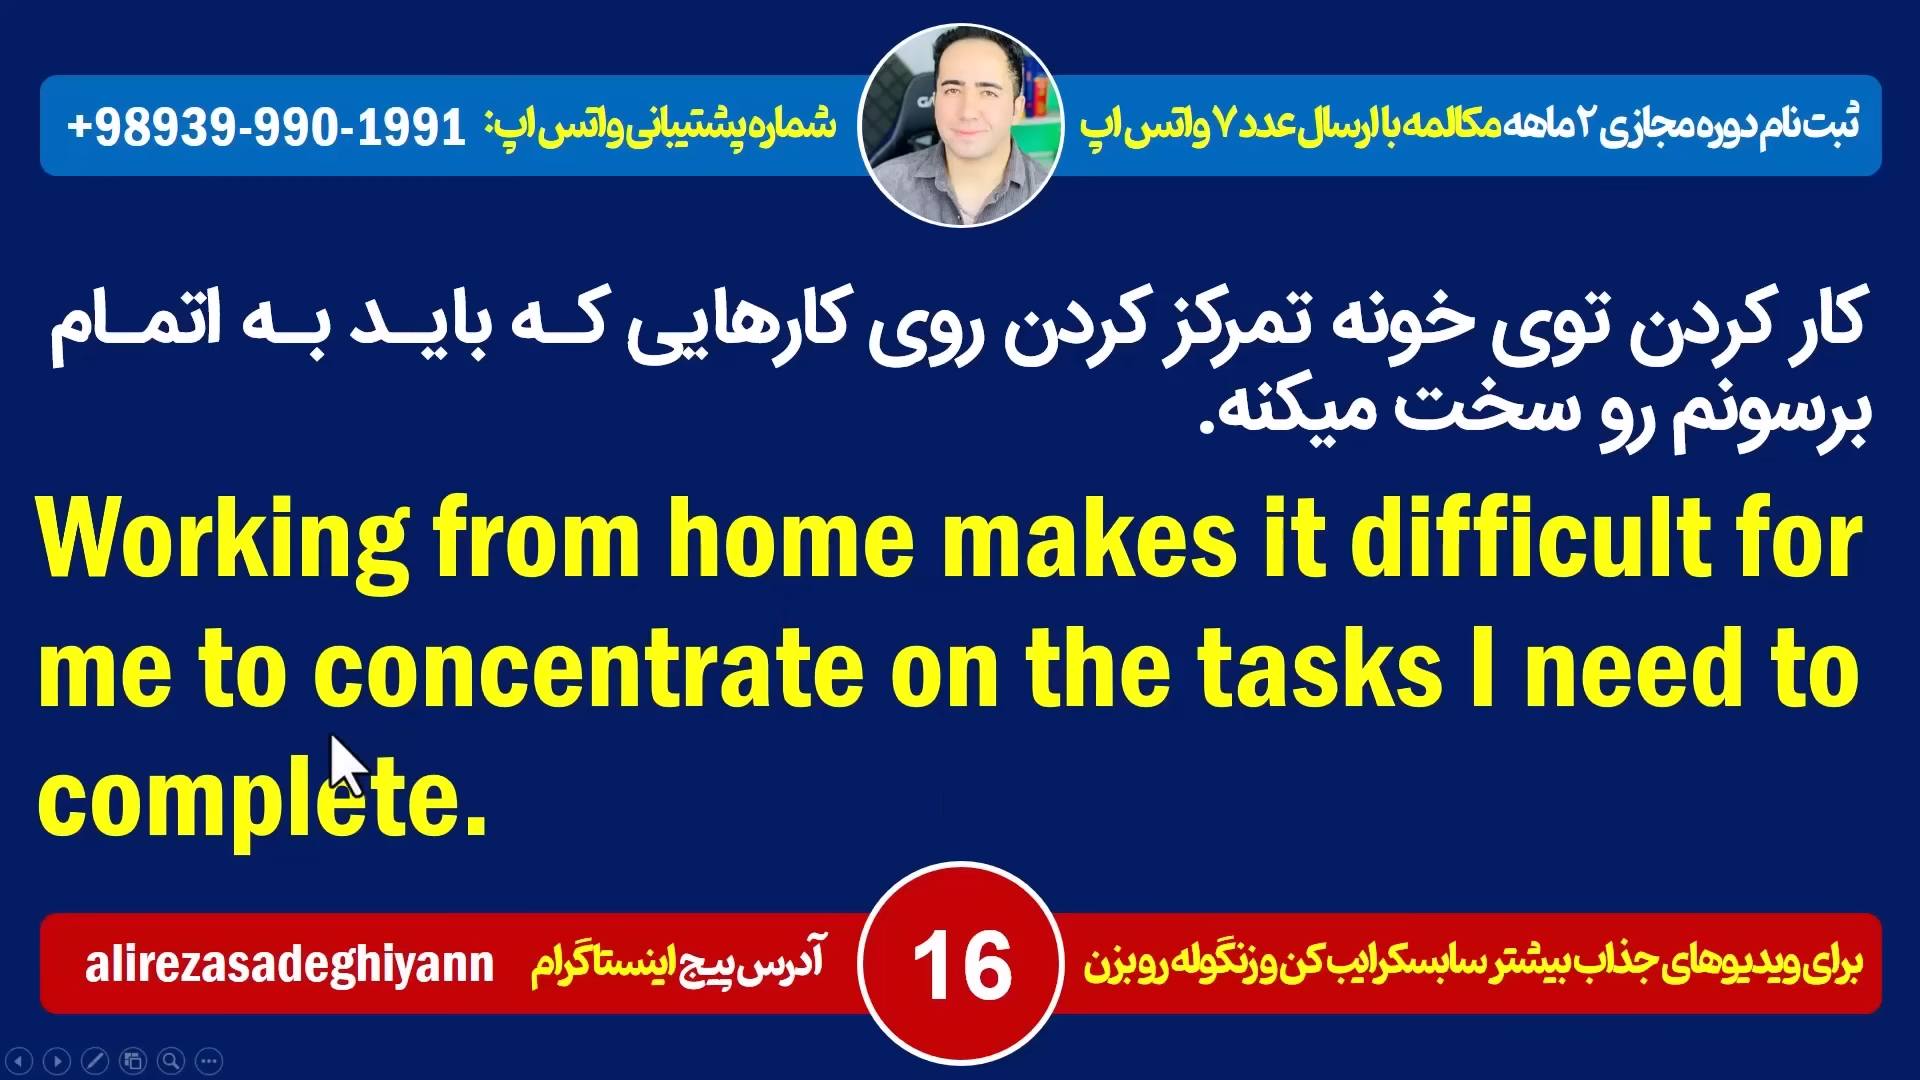 ثبت نام دوره مجازی ۲ ماهه مکالمه با ارسال عدد ۷ واتس اپ
شماره پشتیبانی واتس اپ: +98939-990-1991
کار کردن توی خونه تمرکز کردن روی کارهایی که باید به اتمام
برسونم رو سخت میکنه.
Working from home makes it difficult for
me to concentrate on the tasks I need to
complete.
برای ویدیوهای جذاب بیشتر سابسکرایب کن و زنگوله رو بزن
16
آدرس پیج اینستاگرام alirezasadeghiyann